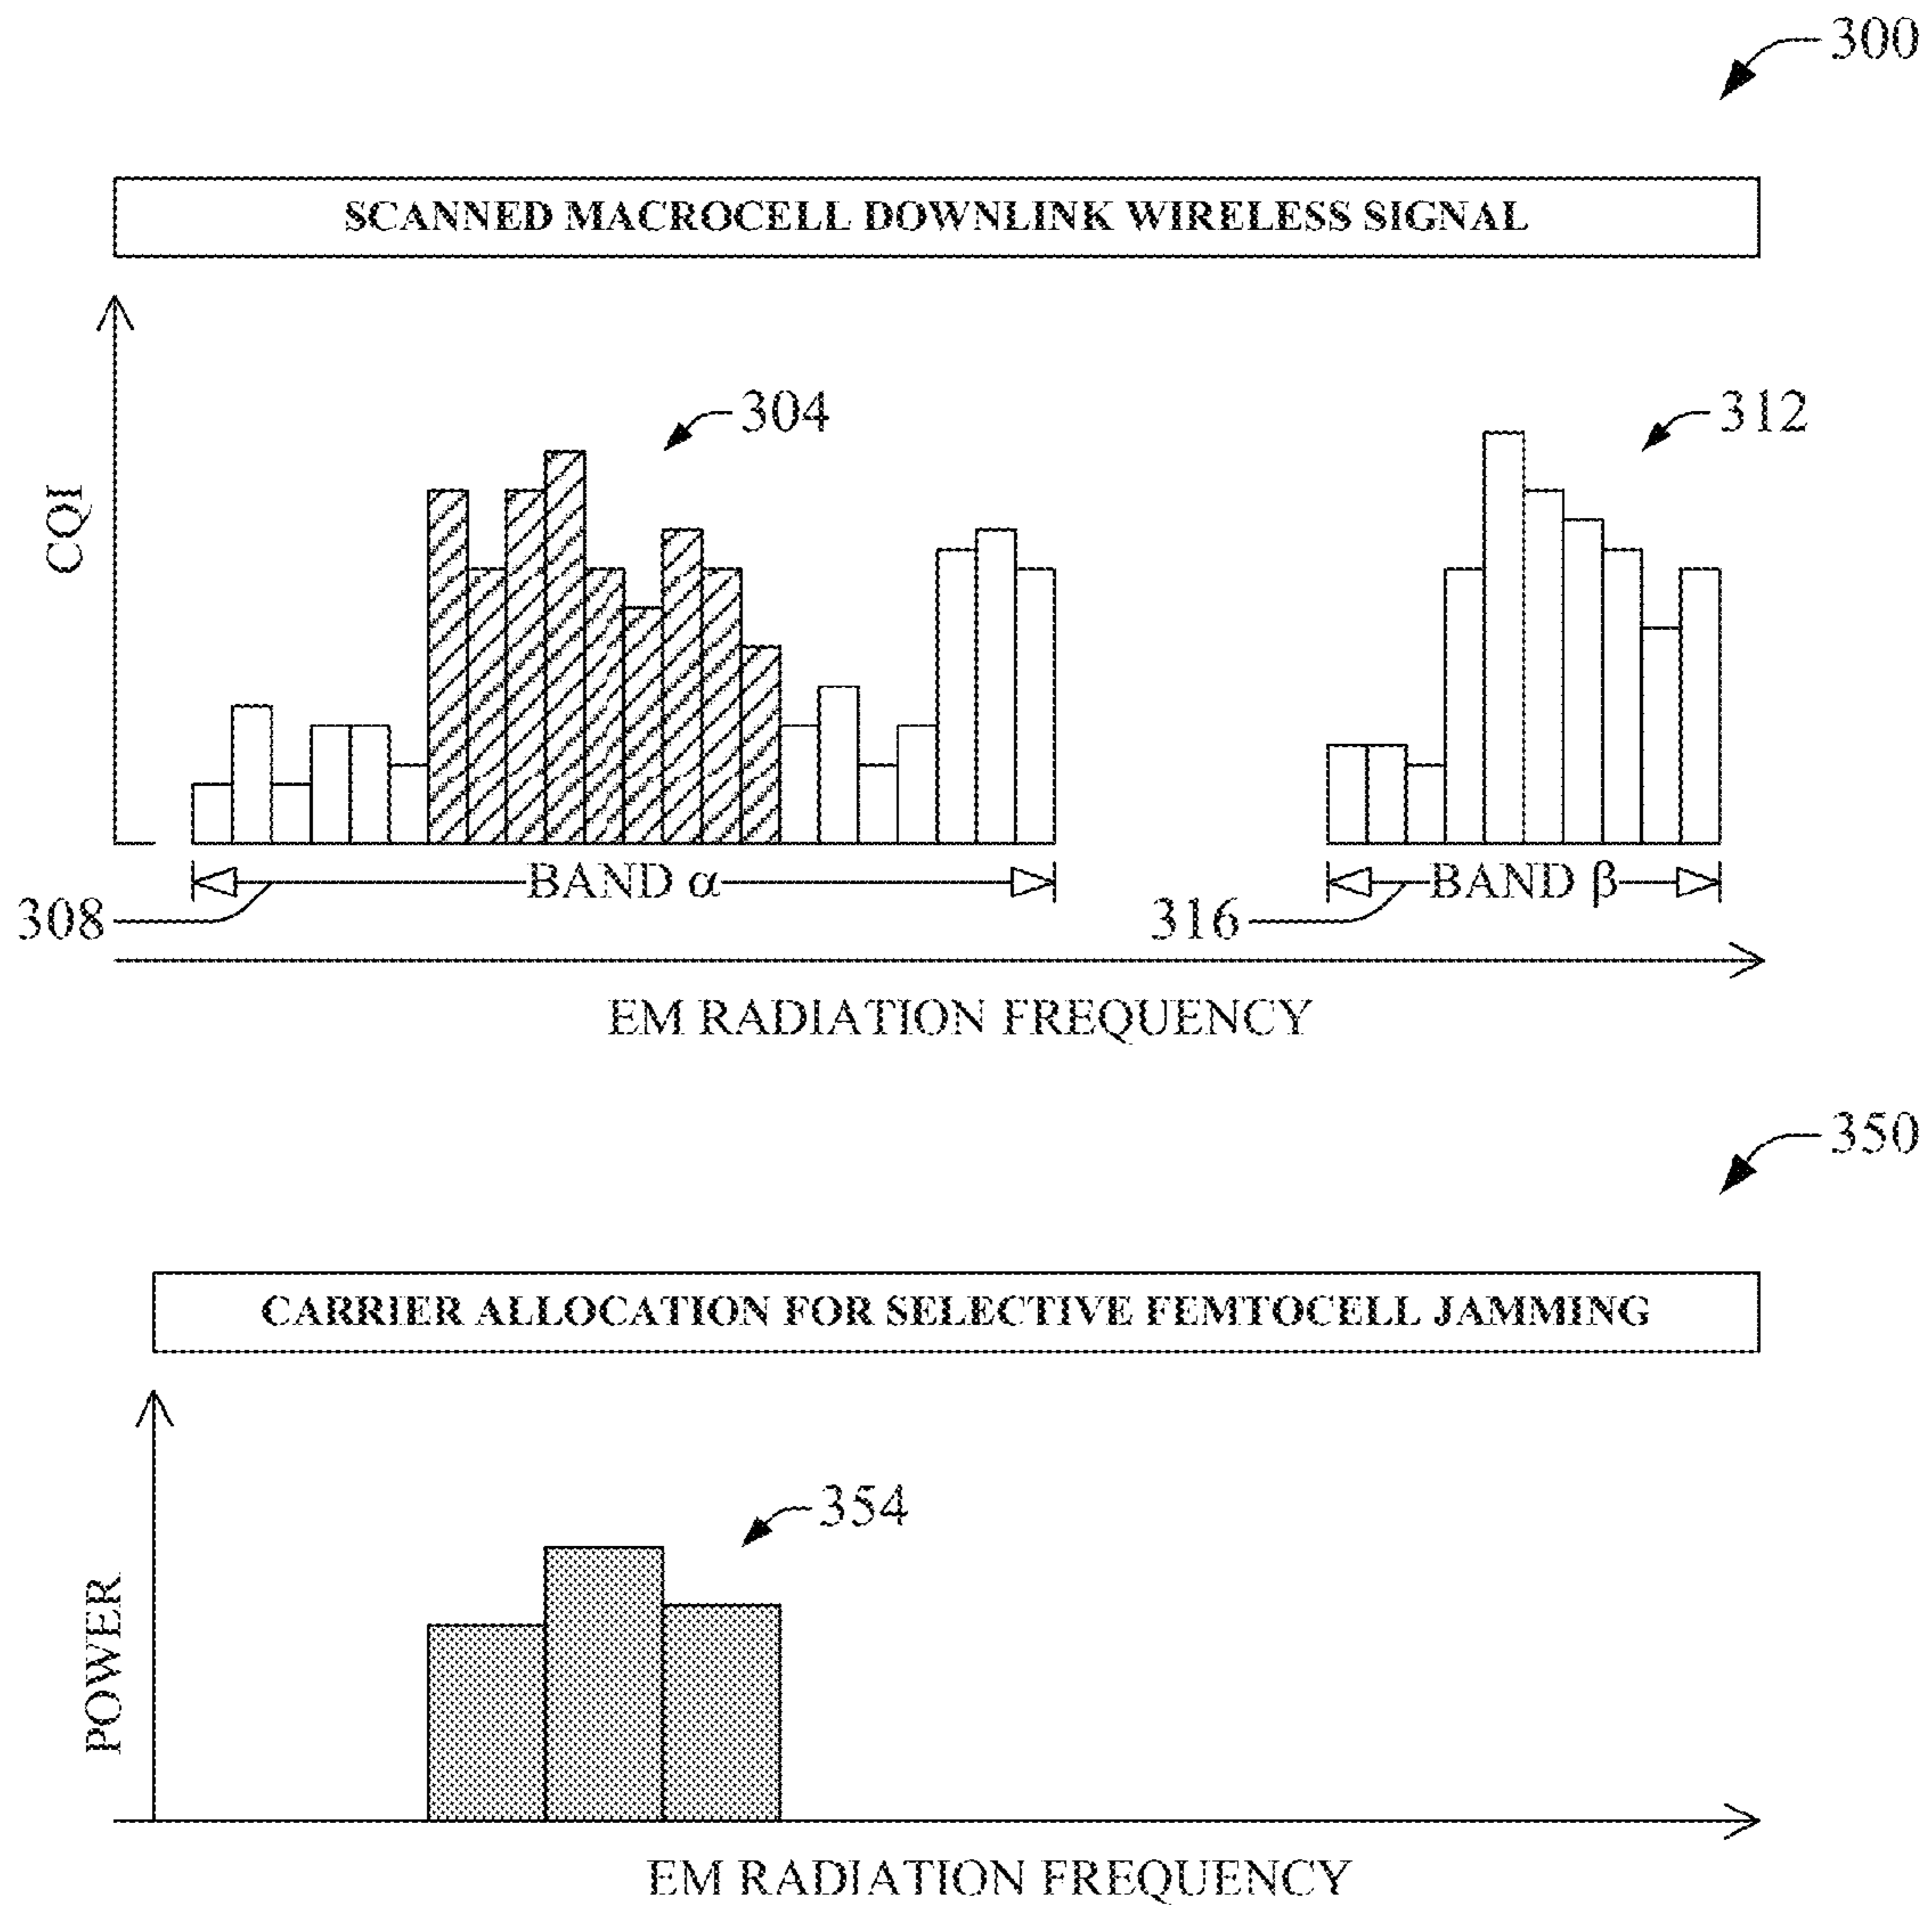 300
SCANNED MACROCELL DOWNLINK WIRELESS SIGNAL
304
312
CQI
BAND α
BAND β
308
316
EM RADIATION FREQUENCY
350
CARRIER ALLOCATION FOR SELECTIVE FEMTOCELL JAMMING
354
POWER
EM RADIATION FREQUENCY